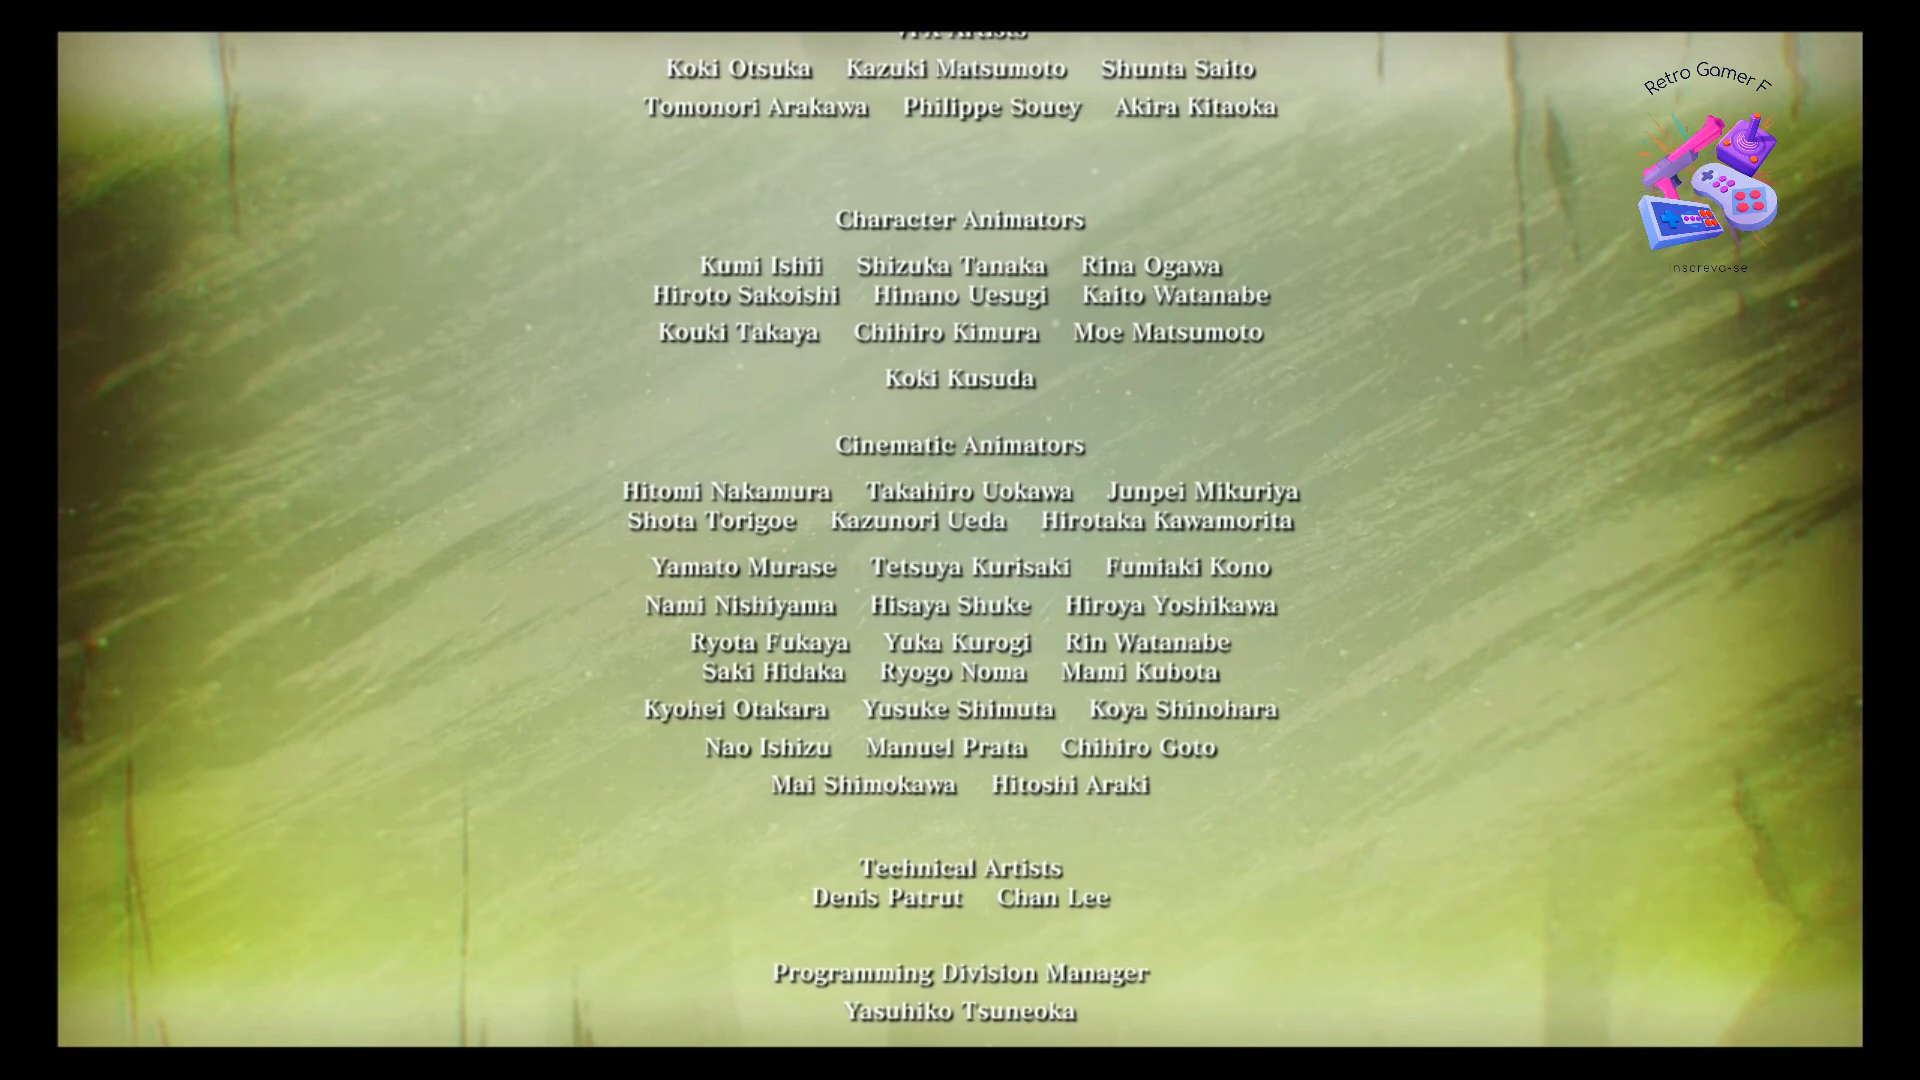 VFX Artists
Koki Otsuka Kazuki Matsumoto Shunta Saito
Tomonori Arakawa Philippe Soucy Akira Kitaoka
Retro Gamer F
Inscreva-se
Character Animators
Kumi Ishii Shizuka Tanaka Rina Ogawa
Hiroto Sakoishi Hinano Uesugi Kaito Watanabe
Kouki Takaya Chihiro Kimura Moe Matsumoto
Koki Kusuda
Cinematic Animators
Hitomi Nakamura Takahiro Uokawa Junpei Mikuriya
Shota Torigoe Kazunori Ueda Hirotaka Kawamorita
Yamato Murase Tetsuya Kurisaki Fumiaki Kono
Nami Nishiyama Hisaya Shuke Hiroya Yoshikawa
Ryota Fukaya Yuka Kurogi Rin Watanabe
Saki Hidaka Ryogo Noma Mami Kubota
Kyohei Otakara Yusuke Shimuta Koya Shinohara
Nao Ishizu Manuel Prata Chihiro Goto
Mai Shimokawa Hitoshi Araki
Technical Artists
Denis Patrut Chan Lee
Programming Division Manager
Yasuhiko Tsuneoka